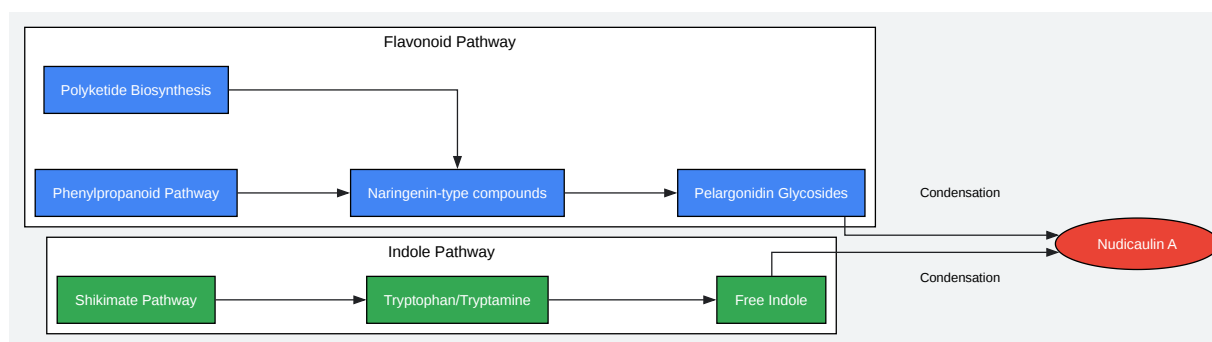 Flavonoid Pathway
Polyketide Biosynthesis
Phenylpropanoid Pathway
Naringenin-type compounds
Pelargonidin Glycosides
Condensation
Nudicaulin A
Indole Pathway
Condensation
Shikimate Pathway
Tryptophan/Tryptamine
Free Indole